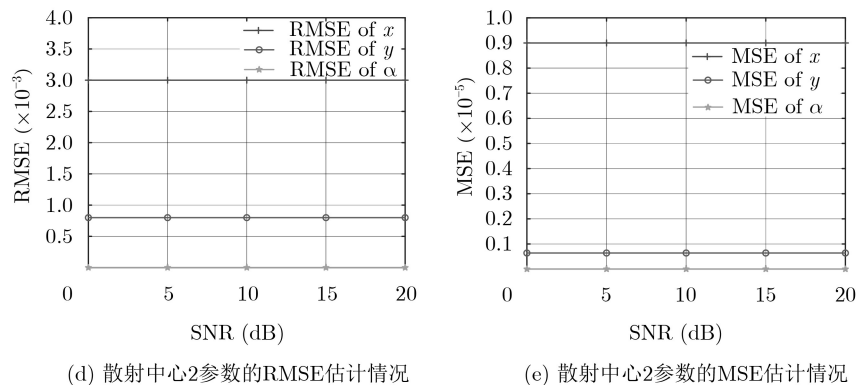 4.0
3.5
3.0
2.5
2.0
1.5
1.0
0.5
0
5
10
15
20
RMSE (×10⁻³)
SNR (dB)
RMSE of x
RMSE of y
RMSE of α
(d) 散射中心2参数的RMSE估计情况
1.0
0.9
0.8
0.7
0.6
0.5
0.4
0.3
0.2
0.1
0
5
10
15
20
MSE (×10⁻⁵)
SNR (dB)
MSE of x
MSE of y
MSE of α
(e) 散射中心2参数的MSE估计情况